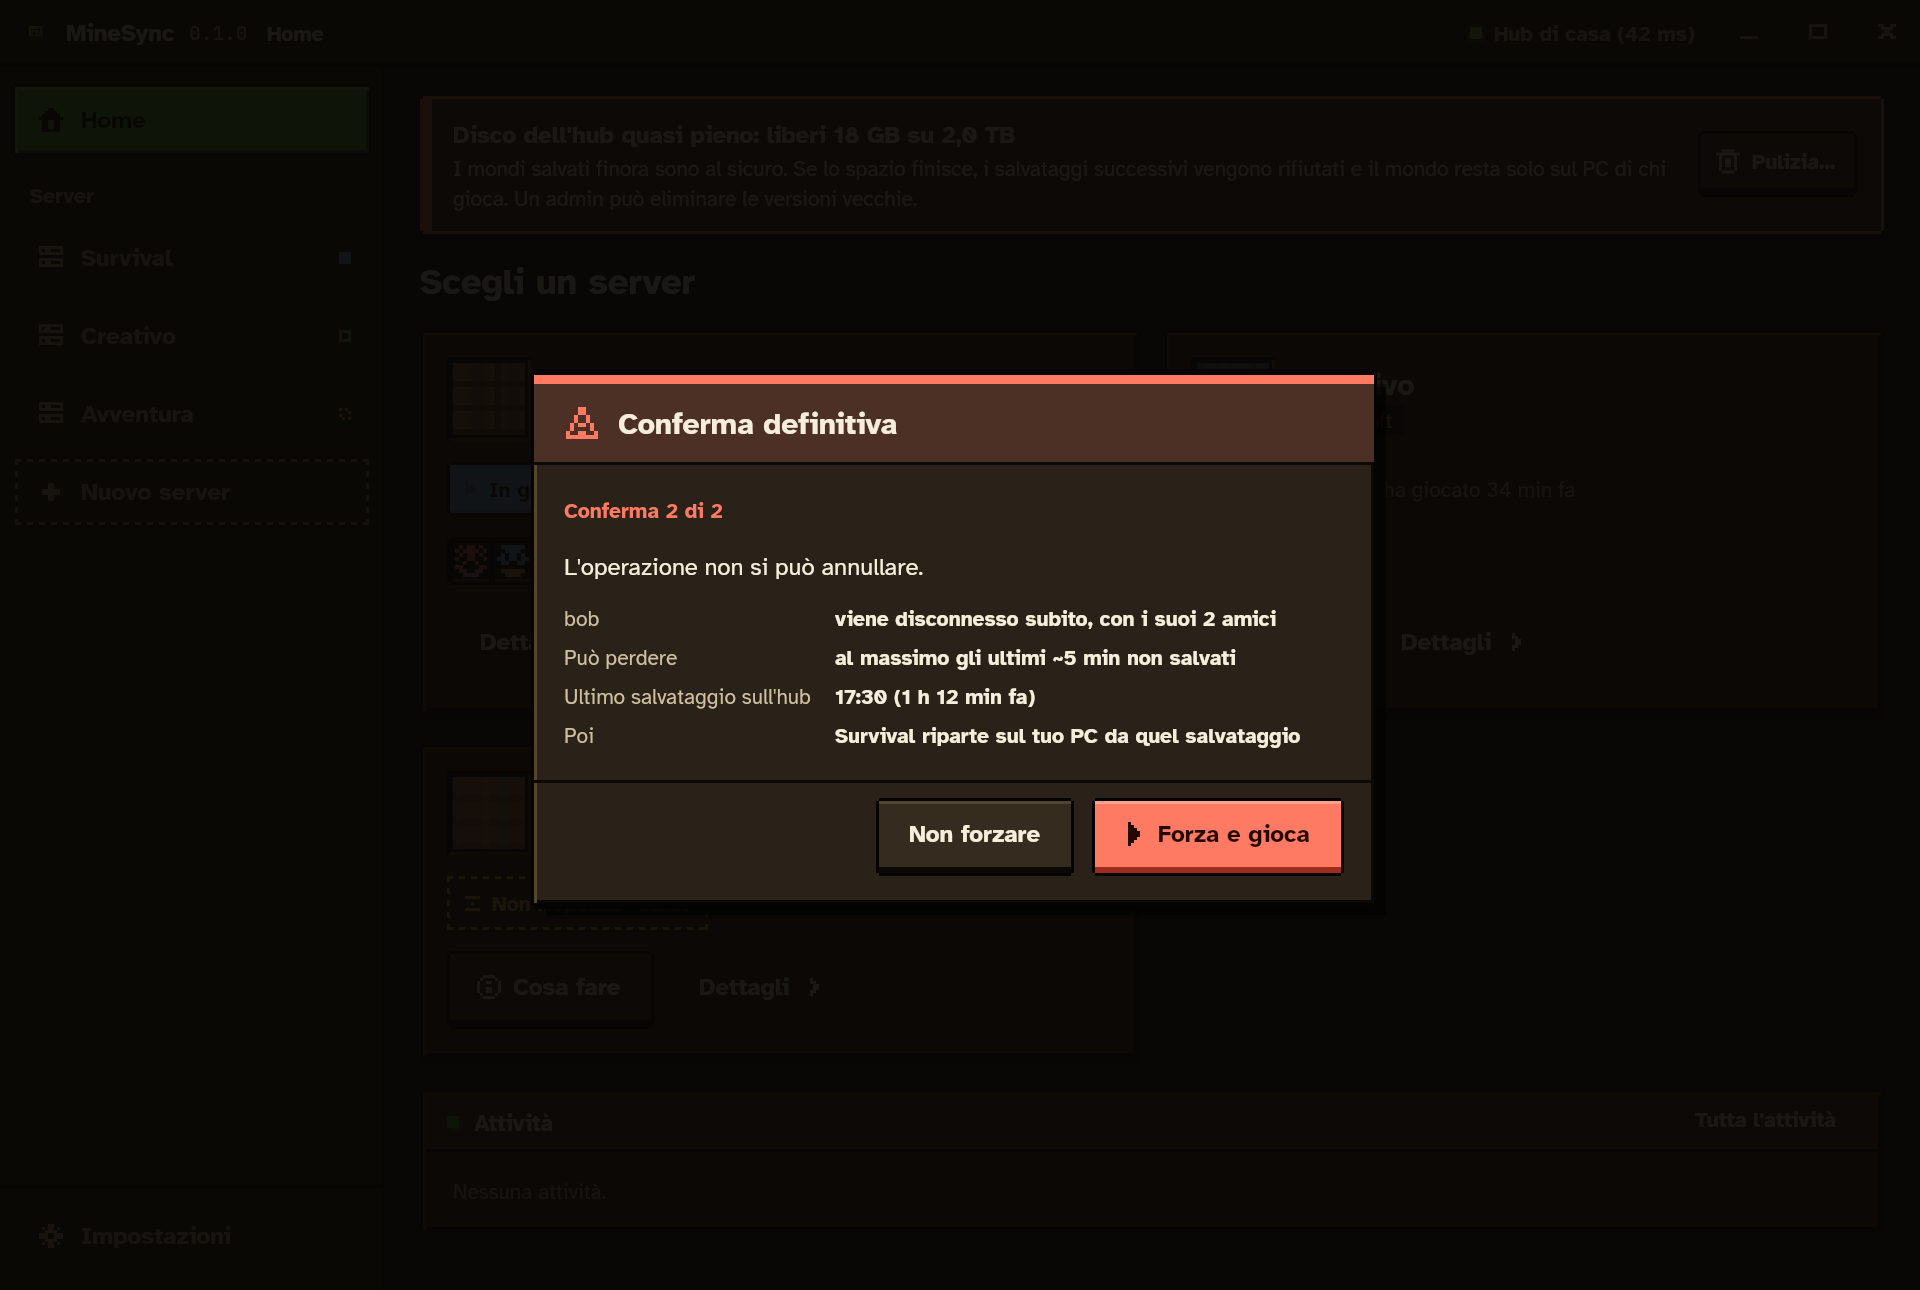 MineSync 0.1.0 Home
Hub di casa (42 ms)
Home
Server
Survival
Creativo
Avventura
Nuovo server
Impostazioni
Disco dell'hub quasi pieno: liberi 18 GB su 2,0 TB
I mondi salvati finora sono al sicuro. Se lo spazio finisce, i salvataggi successivi vengono rifiutati e il mondo resta solo sul PC di chi
gioca. Un admin può eliminare le versioni vecchie.
Pulizia...
Scegli un server
vo
ft
In g
ha giocato 34 min fa
Dett
Dettagli
Conferma definitiva
Conferma 2 di 2
L'operazione non si può annullare.
bob viene disconnesso subito, con i suoi 2 amici
Può perdere al massimo gli ultimi ~5 min non salvati
Ultimo salvataggio sull'hub 17:30 (1 h 12 min fa)
Poi Survival riparte sul tuo PC da quel salvataggio
Non forzare
Forza e gioca
Non
Cosa fare
Dettagli
Attività
Tutta l'attività
Nessuna attività.